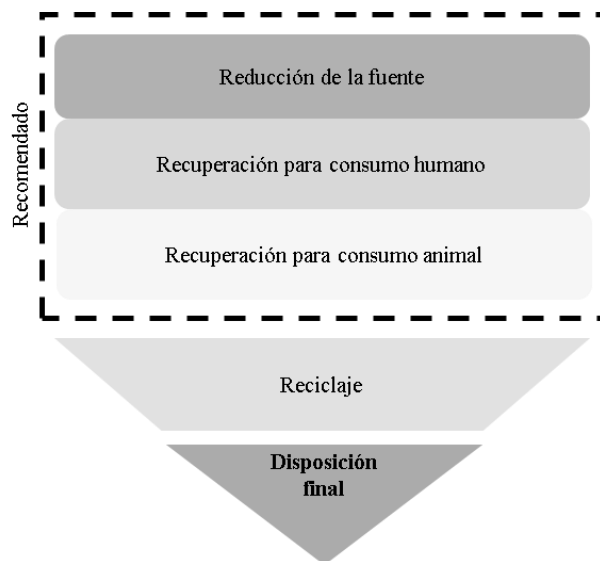 Reducción de la fuente
Recuperación para consumo humano
Recuperación para consumo animal
Recomendado
Reciclaje
Disposición
final